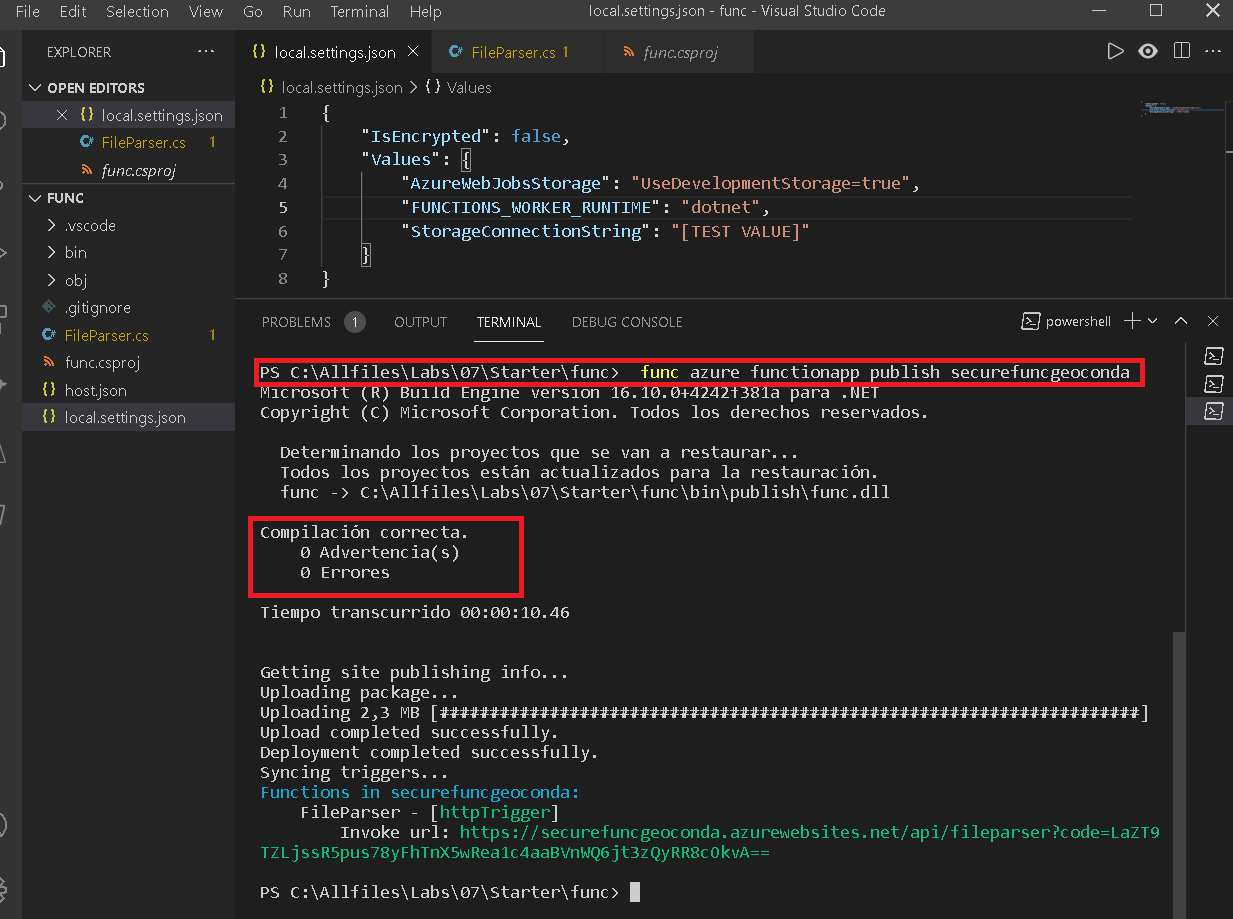 File Edit Selection View Go Run Terminal Help local.settings.json - func - Visual Studio Code
EXPLORER ...
OPEN EDITORS
{} local.settings.json
C# FileParser.cs 1
func.csproj
FUNC
.vscode
bin
obj
.gitignore
C# FileParser.cs 1
func.csproj
{} host.json
{} local.settings.json
{} local.settings.json C# FileParser.cs 1 func.csproj
{} local.settings.json > {} Values
1 {
2 "IsEncrypted": false,
3 "Values": {
4 "AzureWebJobsStorage": "UseDevelopmentStorage=true",
5 "FUNCTIONS_WORKER_RUNTIME": "dotnet",
6 "StorageConnectionString": "[TEST VALUE]"
7 }
8 }
PROBLEMS 1 OUTPUT TERMINAL DEBUG CONSOLE powershell
PS C:\Allfiles\Labs\07\Starter\func> func azure functionapp publish securefuncgeoconda
Microsoft (R) Build Engine versión 16.10.0+4242f381a para .NET
Copyright (C) Microsoft Corporation. Todos los derechos reservados.
Determinando los proyectos que se van a restaurar...
Todos los proyectos están actualizados para la restauración.
func -> C:\Allfiles\Labs\07\Starter\func\bin\publish\func.dll
Compilación correcta.
0 Advertencia(s)
0 Errores
Tiempo transcurrido 00:00:10.46
Getting site publishing info...
Uploading package...
Uploading 2,3 MB [######################################################################]
Upload completed successfully.
Deployment completed successfully.
Syncing triggers...
Functions in securefuncgeoconda:
FileParser - [httpTrigger]
Invoke url: https://securefuncgeoconda.azurewebsites.net/api/fileparser?code=LaZT9
TZLjssR5pus78yFhTnX5wRea1c4aaBVnWQ6jt3zQyRR8cOkvA==
PS C:\Allfiles\Labs\07\Starter\func>